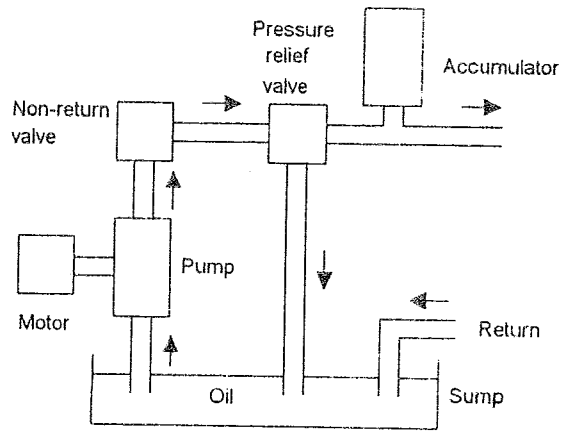 Pressure
relief
valve
Accumulator
Non-return
valve
Pump
Motor
Return
Oil
Sump